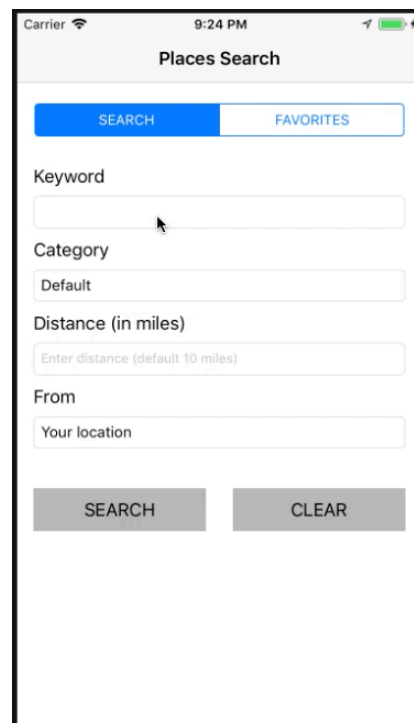 Carrier 9:24 PM
Places Search
SEARCH FAVORITES
Keyword
Category
Default
Distance (in miles)
Enter distance (default 10 miles)
From
Your location
SEARCH CLEAR